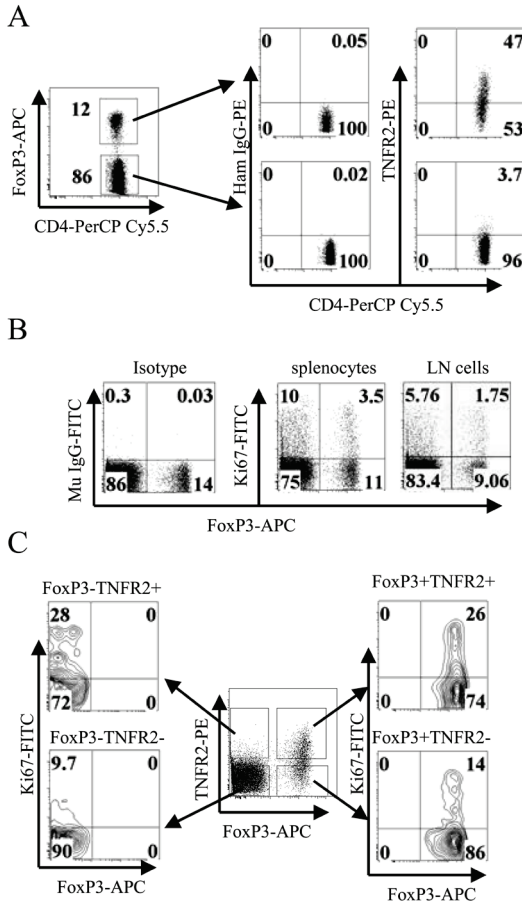 A
FoxP3-APC
12
86
CD4-PerCP Cy5.5
Ham IgG-PE
0 0.05
0 100
0 0.02
0 100
TNFR2-PE
0 47
0 53
0 3.7
0 96
CD4-PerCP Cy5.5
B
Isotype splenocytes LN cells
Mu IgG-FITC
0.3 0.03
86 14
Ki67-FITC
10 3.5
75 11
5.76 1.75
83.4 9.06
FoxP3-APC
C
FoxP3-TNFR2+
28 0
72 0
Ki67-FITC
FoxP3-TNFR2-
9.7 0
90 0
FoxP3-APC
TNFR2-PE
FoxP3-APC
FoxP3+TNFR2+
0 26
0 74
Ki67-FITC
FoxP3+TNFR2-
0 14
0 86
FoxP3-APC